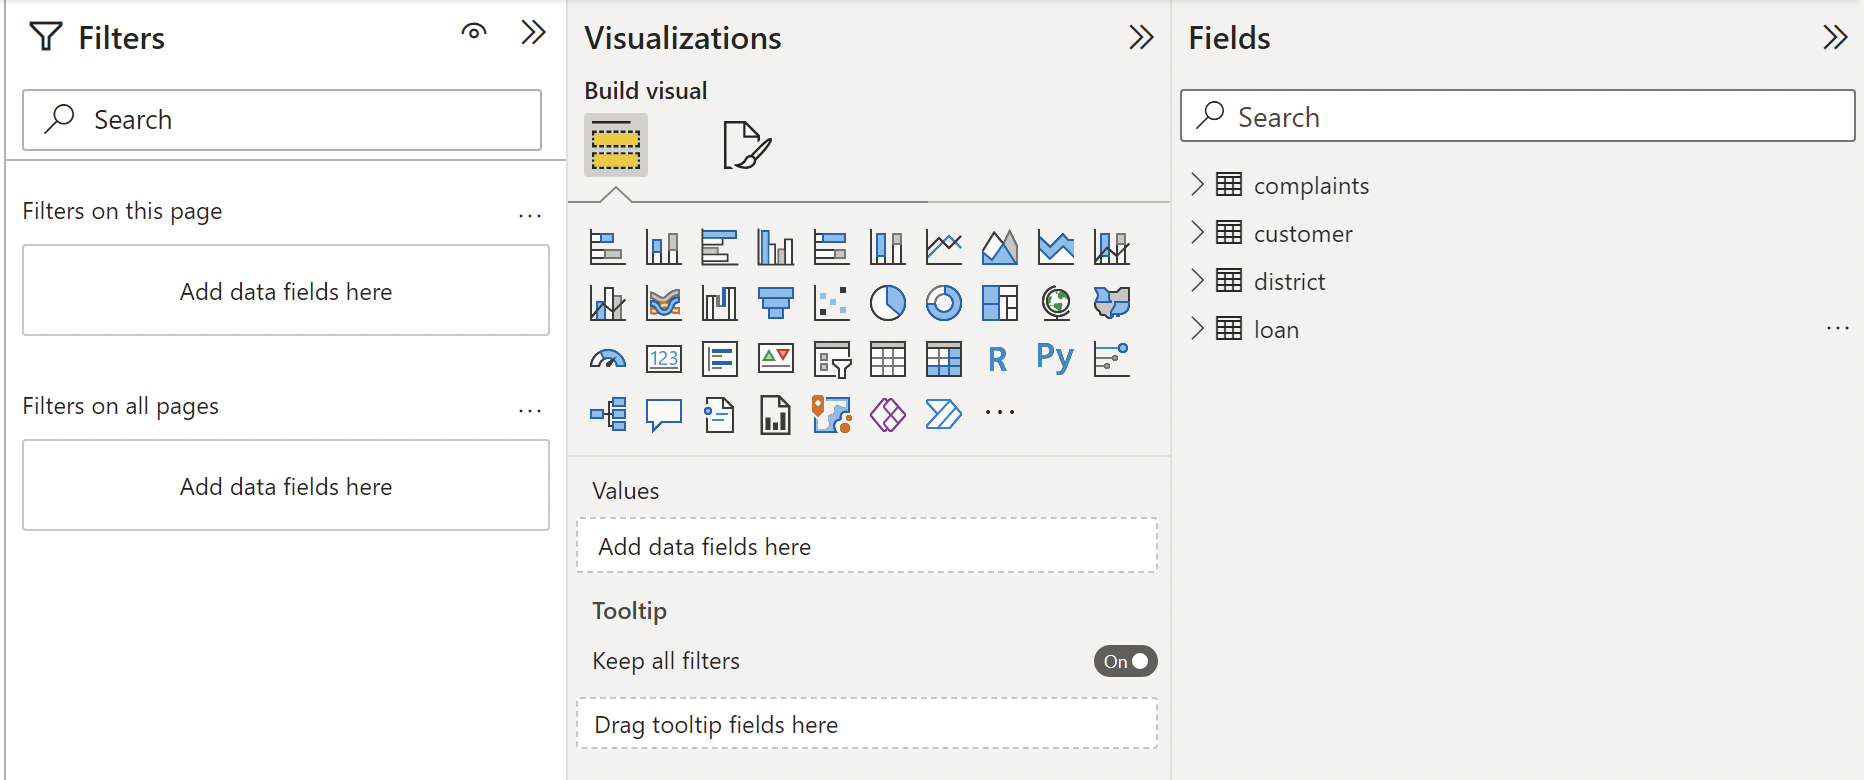 Filters
Search
Filters on this page
...
Add data fields here
Filters on all pages
...
Add data fields here
Visualizations
Build visual
123
R
Py
...
Values
Add data fields here
Tooltip
Keep all filters
On
Drag tooltip fields here
Fields
Search
complaints
customer
district
loan
...